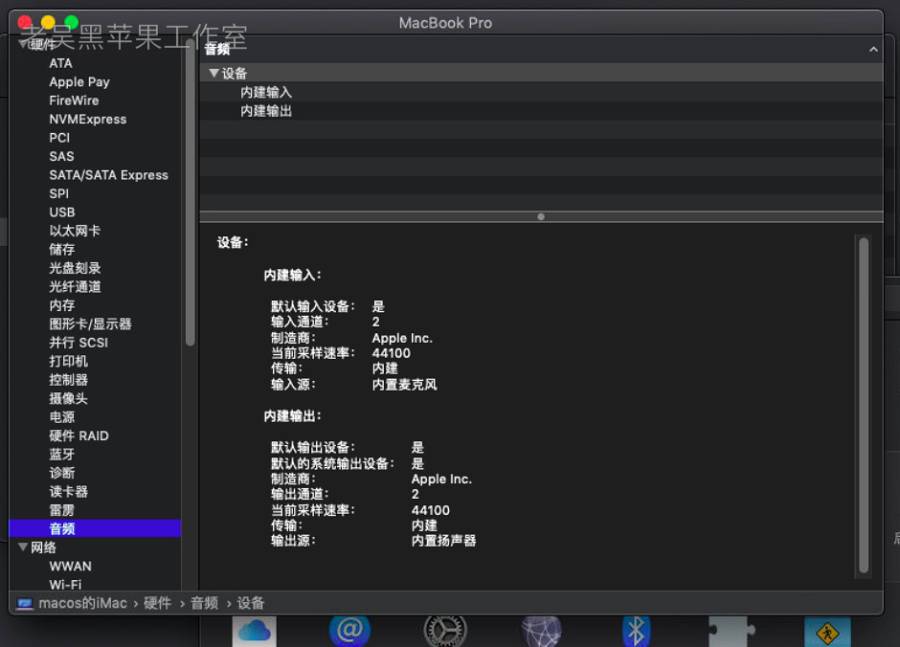 MacBook Pro
老吴黑苹果工作室
硬件
ATA
Apple Pay
FireWire
NVMExpress
PCI
SAS
SATA/SATA Express
SPI
USB
以太网卡
储存
光盘刻录
光纤通道
内存
图形卡/显示器
并行 SCSI
打印机
控制器
摄像头
电源
硬件 RAID
蓝牙
诊断
读卡器
雷雳
音频
网络
WWAN
Wi-Fi
音频
设备
内建输入
内建输出
设备：
内建输入：
默认输入设备： 是
输入通道： 2
制造商： Apple Inc.
当前采样速率： 44100
传输： 内建
输入源： 内置麦克风
内建输出：
默认输出设备： 是
默认的系统输出设备： 是
制造商： Apple Inc.
输出通道： 2
当前采样速率： 44100
传输： 内建
输出源： 内置扬声器
macos的iMac › 硬件 › 音频 › 设备